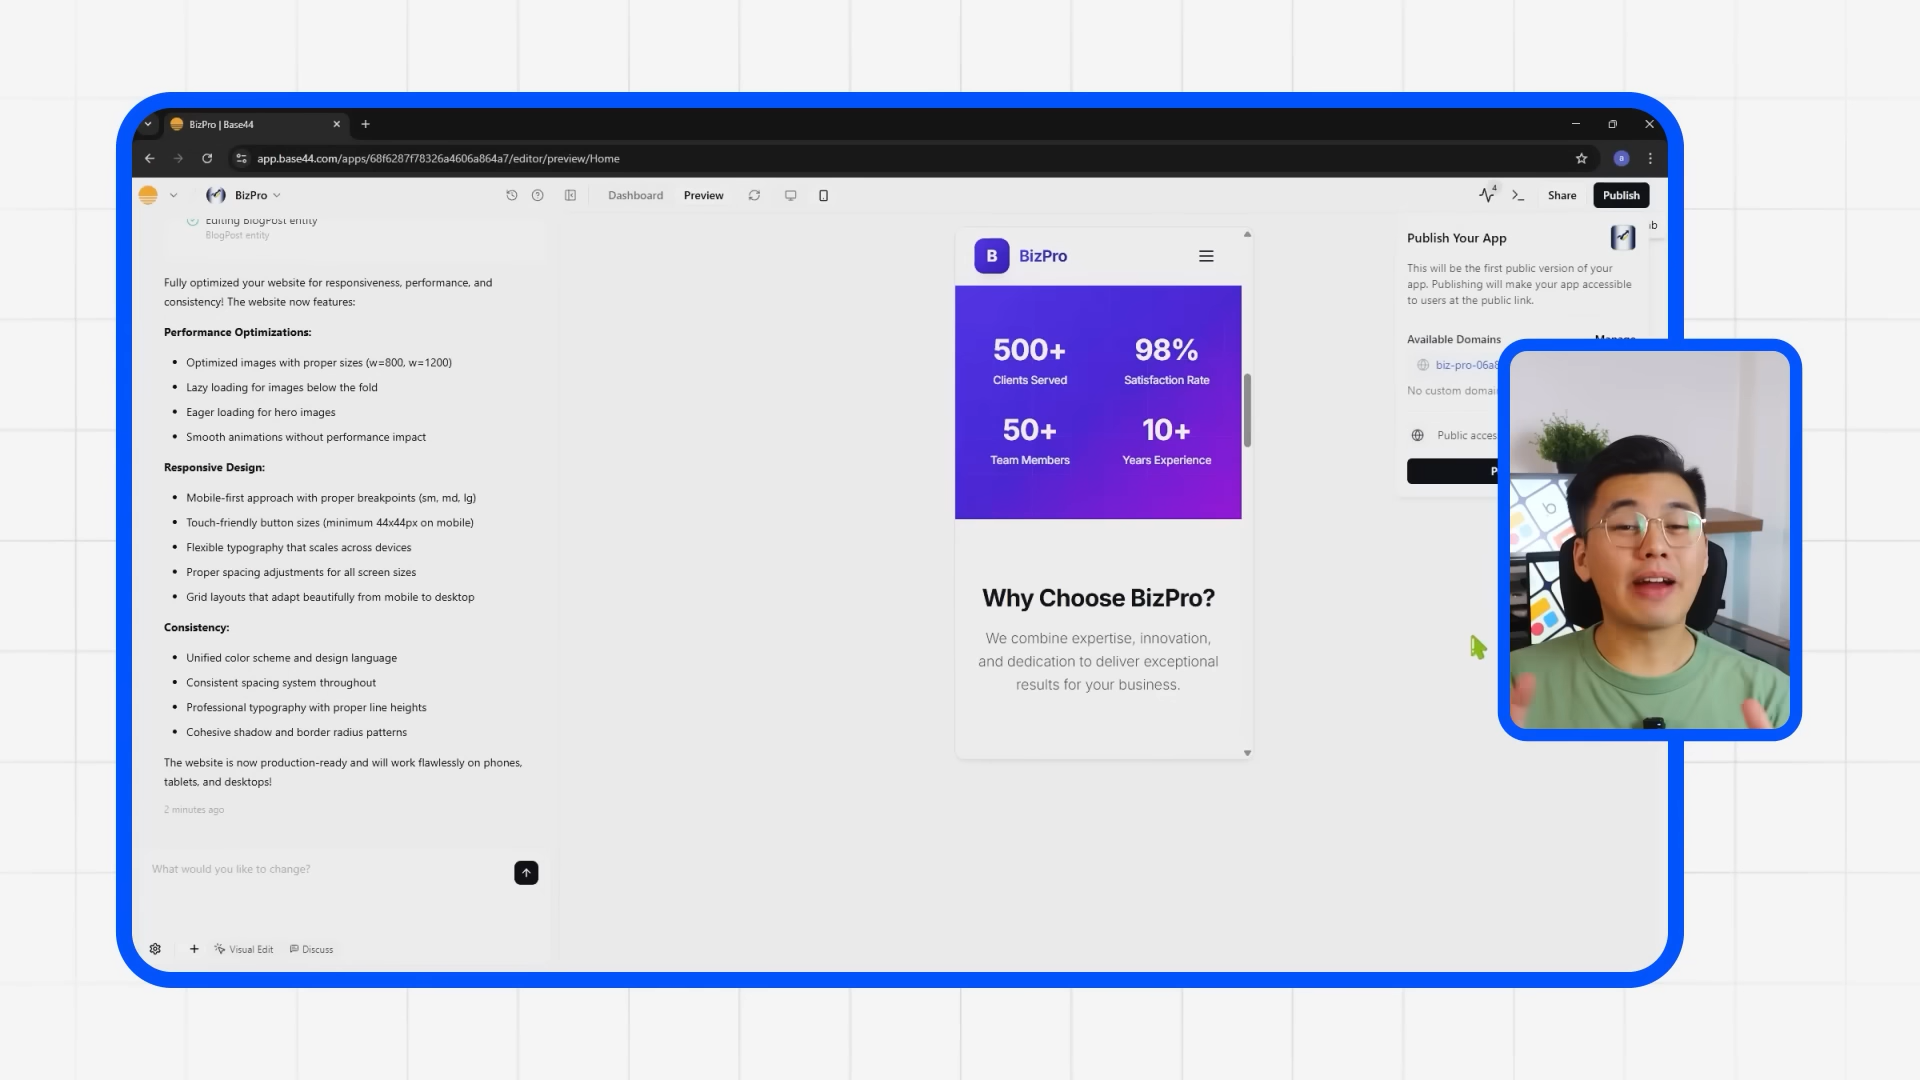 BizPro | Base44
app.base44.com/apps/68f6287f78326a4606a864a7/editor/preview/Home
a
BizPro
Dashboard
Preview
4
Share
Publish
Editing BlogPost entity
BlogPost entity
Fully optimized your website for responsiveness, performance, and
consistency! The website now features:
Performance Optimizations:
• Optimized images with proper sizes (w=800, w=1200)
• Lazy loading for images below the fold
• Eager loading for hero images
• Smooth animations without performance impact
Responsive Design:
• Mobile-first approach with proper breakpoints (sm, md, lg)
• Touch-friendly button sizes (minimum 44x44px on mobile)
• Flexible typography that scales across devices
• Proper spacing adjustments for all screen sizes
• Grid layouts that adapt beautifully from mobile to desktop
Consistency:
• Unified color scheme and design language
• Consistent spacing system throughout
• Professional typography with proper line heights
• Cohesive shadow and border radius patterns
The website is now production-ready and will work flawlessly on phones,
tablets, and desktops!
2 minutes ago
What would you like to change?
Visual Edit
Discuss
B BizPro
500+
Clients Served
98%
Satisfaction Rate
50+
Team Members
10+
Years Experience
Why Choose BizPro?
We combine expertise, innovation,
and dedication to deliver exceptional
results for your business.
Publish Your App
This will be the first public version of your
app. Publishing will make your app accessible
to users at the public link.
Available Domains
Manage
biz-pro-06a8
No custom domai
Public acces